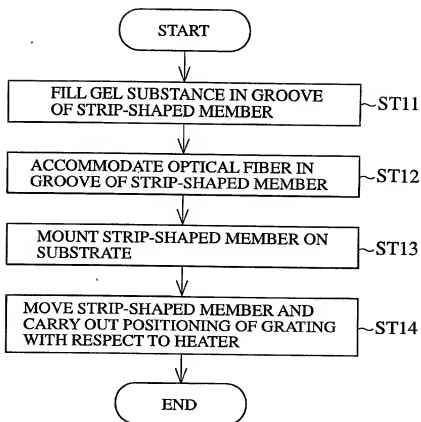 START
FILL GEL SUBSTANCE IN GROOVE
OF STRIP-SHAPED MEMBER
~ST11
ACCOMMODATE OPTICAL FIBER IN
GROOVE OF STRIP-SHAPED MEMBER
~ST12
MOUNT STRIP-SHAPED MEMBER ON
SUBSTRATE
~ST13
MOVE STRIP-SHAPED MEMBER AND
CARRY OUT POSITIONING OF GRATING
WITH RESPECT TO HEATER
~ST14
END